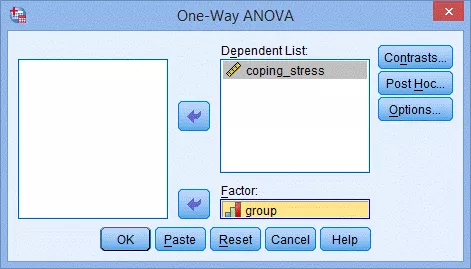 One-Way ANOVA
Dependent List:
coping_stress
Contrasts...
Post Hoc...
Options...
Factor:
group
OK Paste Reset Cancel Help